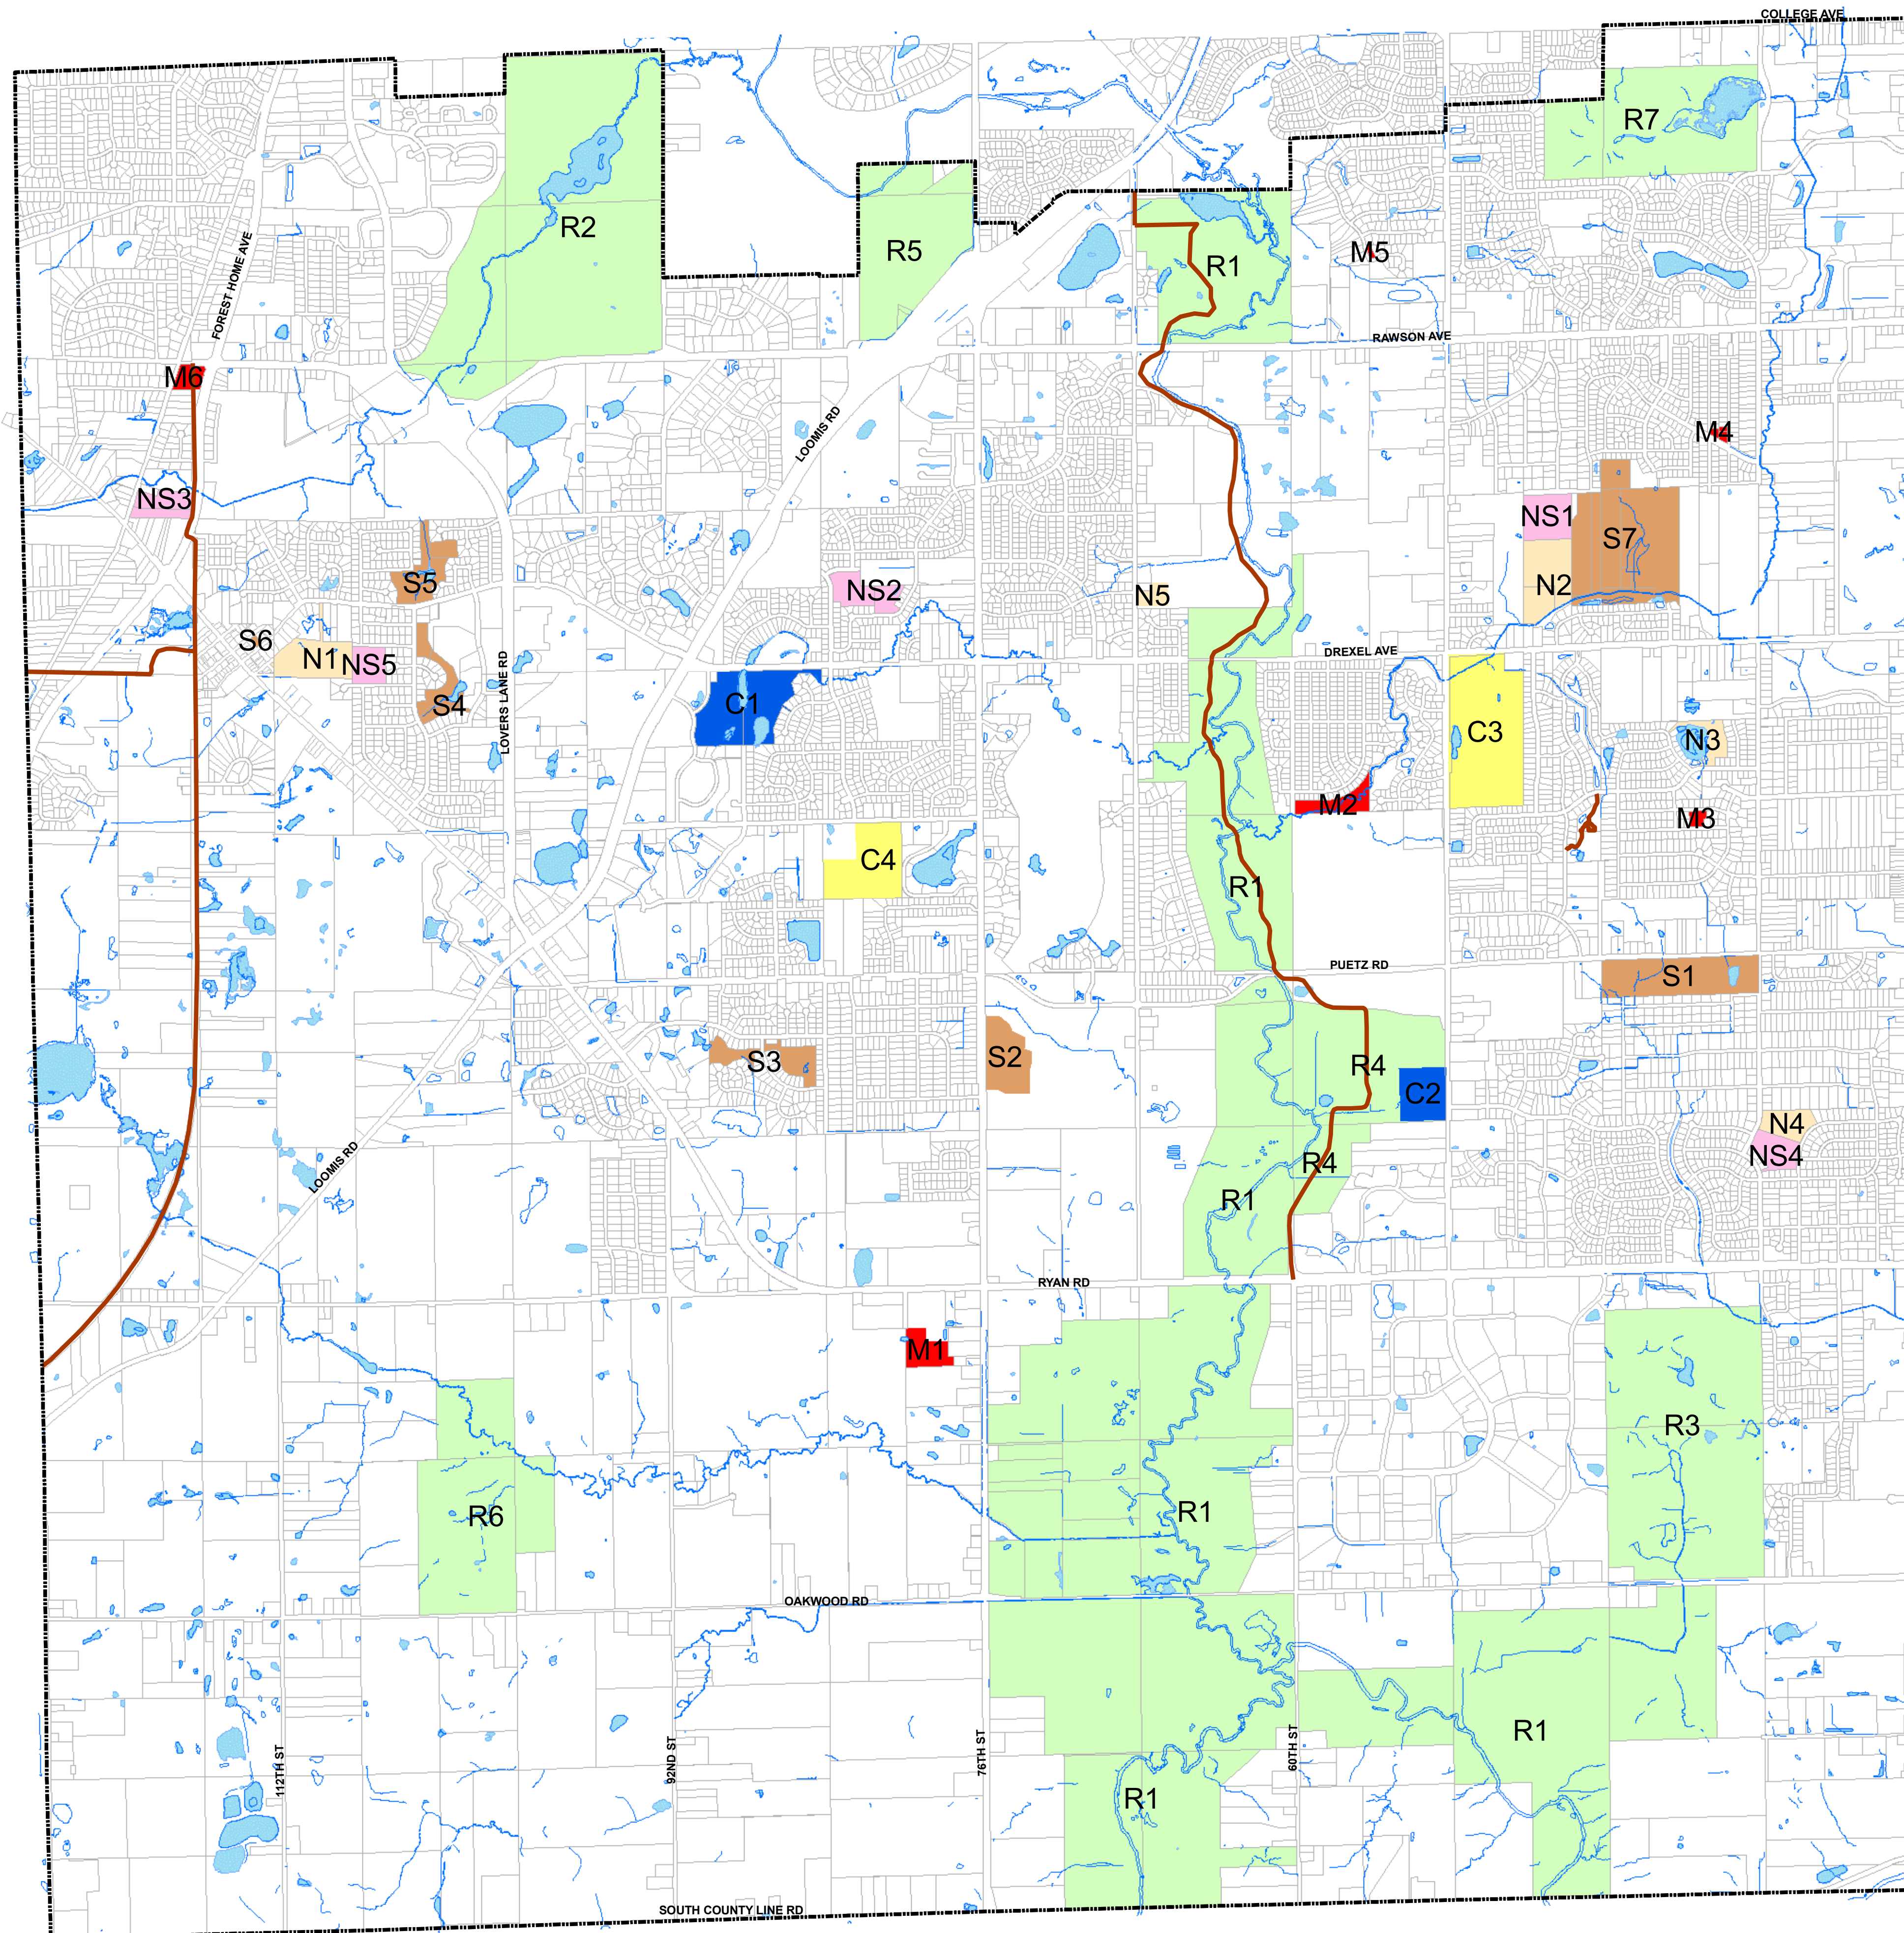 COLLEGE AVE
R7
R2
FOREST HOME AVE
R5
M5
R1
RAWSON AVE
M6
LOOMIS RD
M4
NS3
NS1
S7
S5
NS2
N5
N2
S6
N1
NS5
DREXEL AVE
LOVERS LANE RD
S4
C1
C3
N3
M2
M3
C4
R1
PUETZ RD
S1
S3
S2
R4
C2
N4
LOOMIS RD
R4
NS4
R1
RYAN RD
M1
R3
R6
R1
OAKWOOD RD
112TH ST
92ND ST
76TH ST
60TH ST
R1
R1
SOUTH COUNTY LINE RD